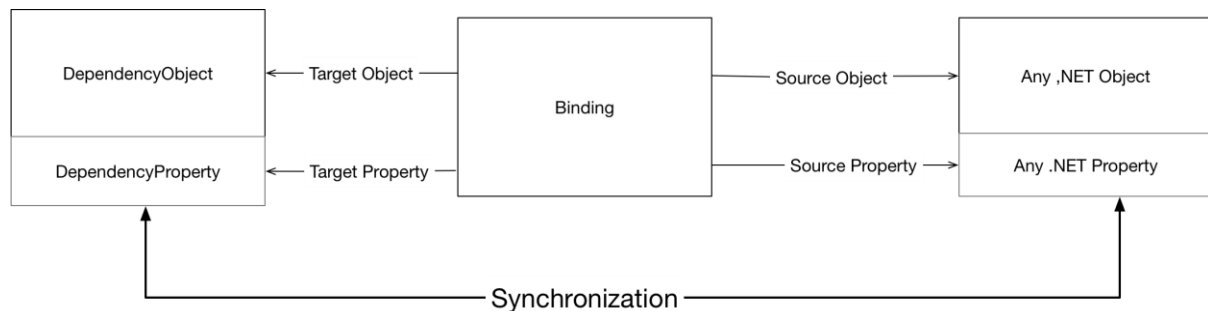 DependencyObject
Target Object
Source Object
Any ,NET Object
Binding
DependencyProperty
Target Property
Source Property
Any .NET Property
Synchronization